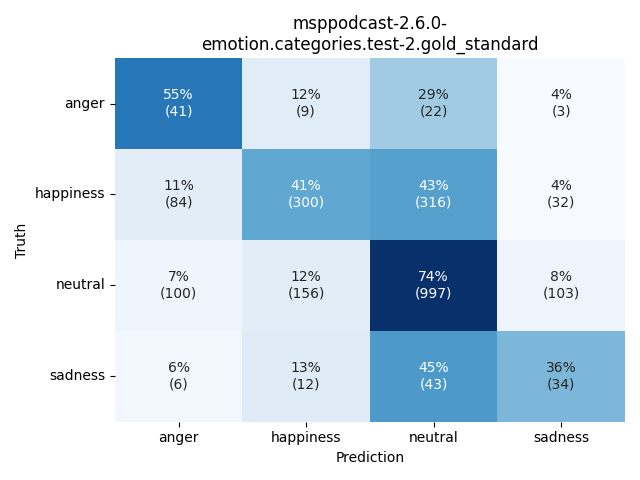 msppodcast-2.6.0-
emotion.categories.test-2.gold_standard
Truth
anger
55%
(41)
12%
(9)
29%
(22)
4%
(3)
happiness
11%
(84)
41%
(300)
43%
(316)
4%
(32)
neutral
7%
(100)
12%
(156)
74%
(997)
8%
(103)
sadness
6%
(6)
13%
(12)
45%
(43)
36%
(34)
anger
happiness
neutral
sadness
Prediction